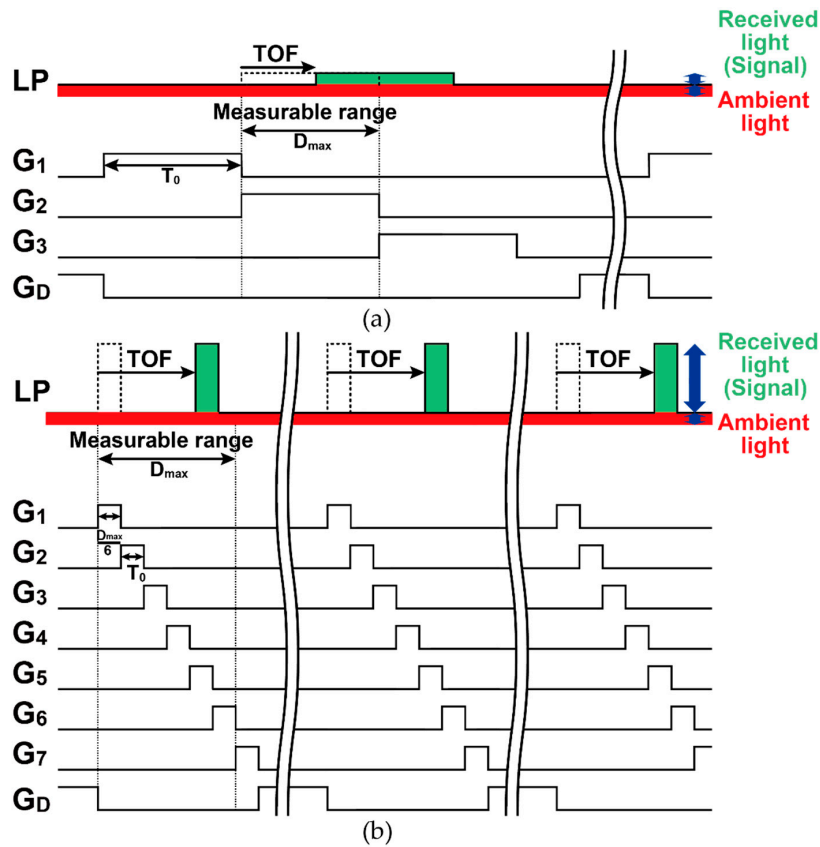 Received
light
(Signal)
TOF
LP
Ambient
light
Measurable range
Dmax
G1
T0
G2
G3
GD
(a)
Received
light
(Signal)
TOF TOF TOF
LP
Ambient
light
Measurable range
Dmax
G1
Dmax
6
G2
T0
G3
G4
G5
G6
G7
GD
(b)